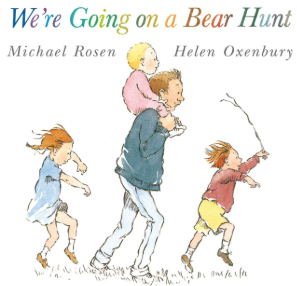 We're Going on a Bear Hunt
Michael Rosen Helen Oxenbury